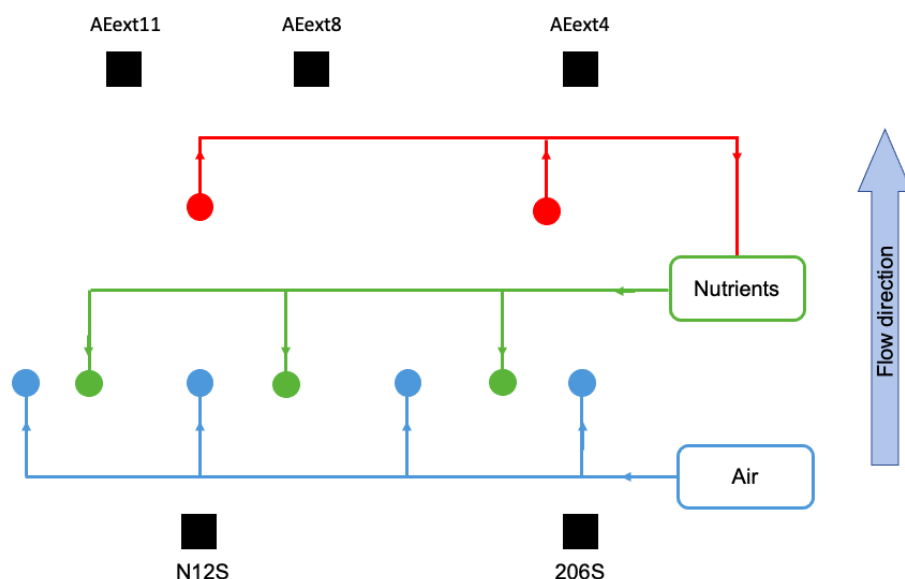 AEext11
AEext8
AEext4
Nutrients
Flow direction
Air
N12S
206S